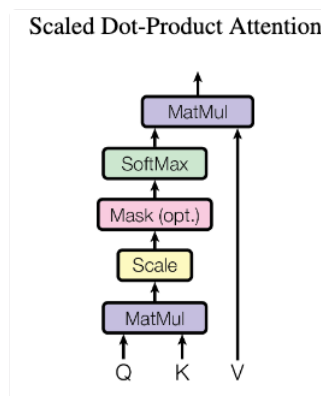 Scaled Dot-Product Attention
MatMul
SoftMax
Mask (opt.)
Scale
MatMul
Q K V